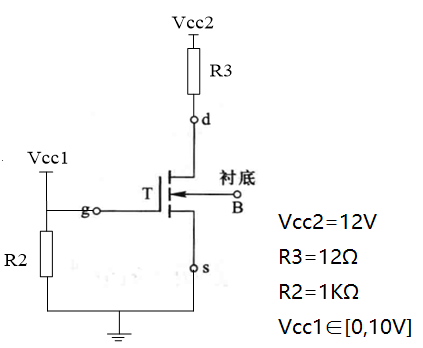 Vcc2
R3
d
Vcc1
T
衬底
g
B
R2
s
Vcc2=12V
R3=12Ω
R2=1KΩ
Vcc1∈[0,10V]